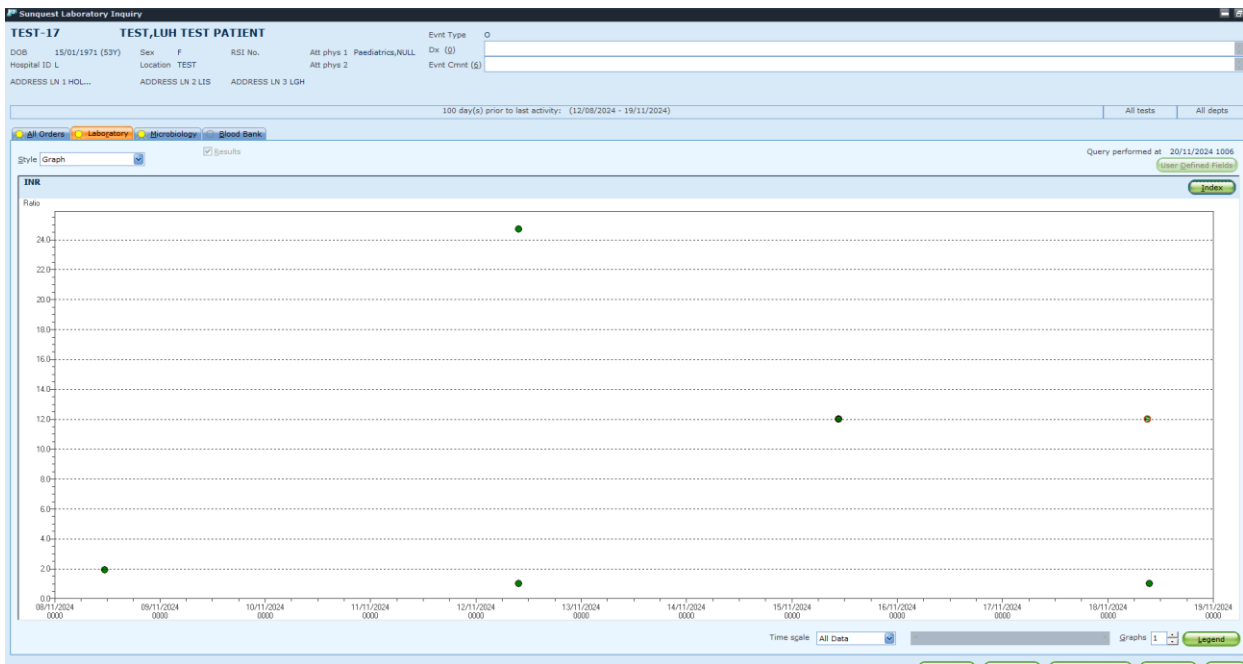 Sunquest Laboratory Inquiry
TEST-17 TEST,LUH TEST PATIENT
Evnt Type O
DOB 15/01/1971 (53Y) Sex F RSI No. Att phys 1 Paediatrics,NULL Dx (0)
Hospital ID L Location TEST Att phys 2 Evnt Cmnt (6)
ADDRESS LN 1 HOL... ADDRESS LN 2 LIS ADDRESS LN 3 LGH
100 day(s) prior to last activity: (12/08/2024 - 19/11/2024) All tests All depts
All Orders Laboratory Microbiology Blood Bank
Style Graph Results Query performed at 20/11/2024 1006
User Defined Fields
INR Index
Ratio
24.0
22.0
20.0
18.0
16.0
14.0
12.0
10.0
8.0
6.0
4.0
2.0
0.0
08/11/2024 09/11/2024 10/11/2024 11/11/2024 12/11/2024 13/11/2024 14/11/2024 15/11/2024 16/11/2024 17/11/2024 18/11/2024 19/11/2024
0000 0000 0000 0000 0000 0000 0000 0000 0000 0000 0000 0000
Time scale All Data Graphs 1 Legend